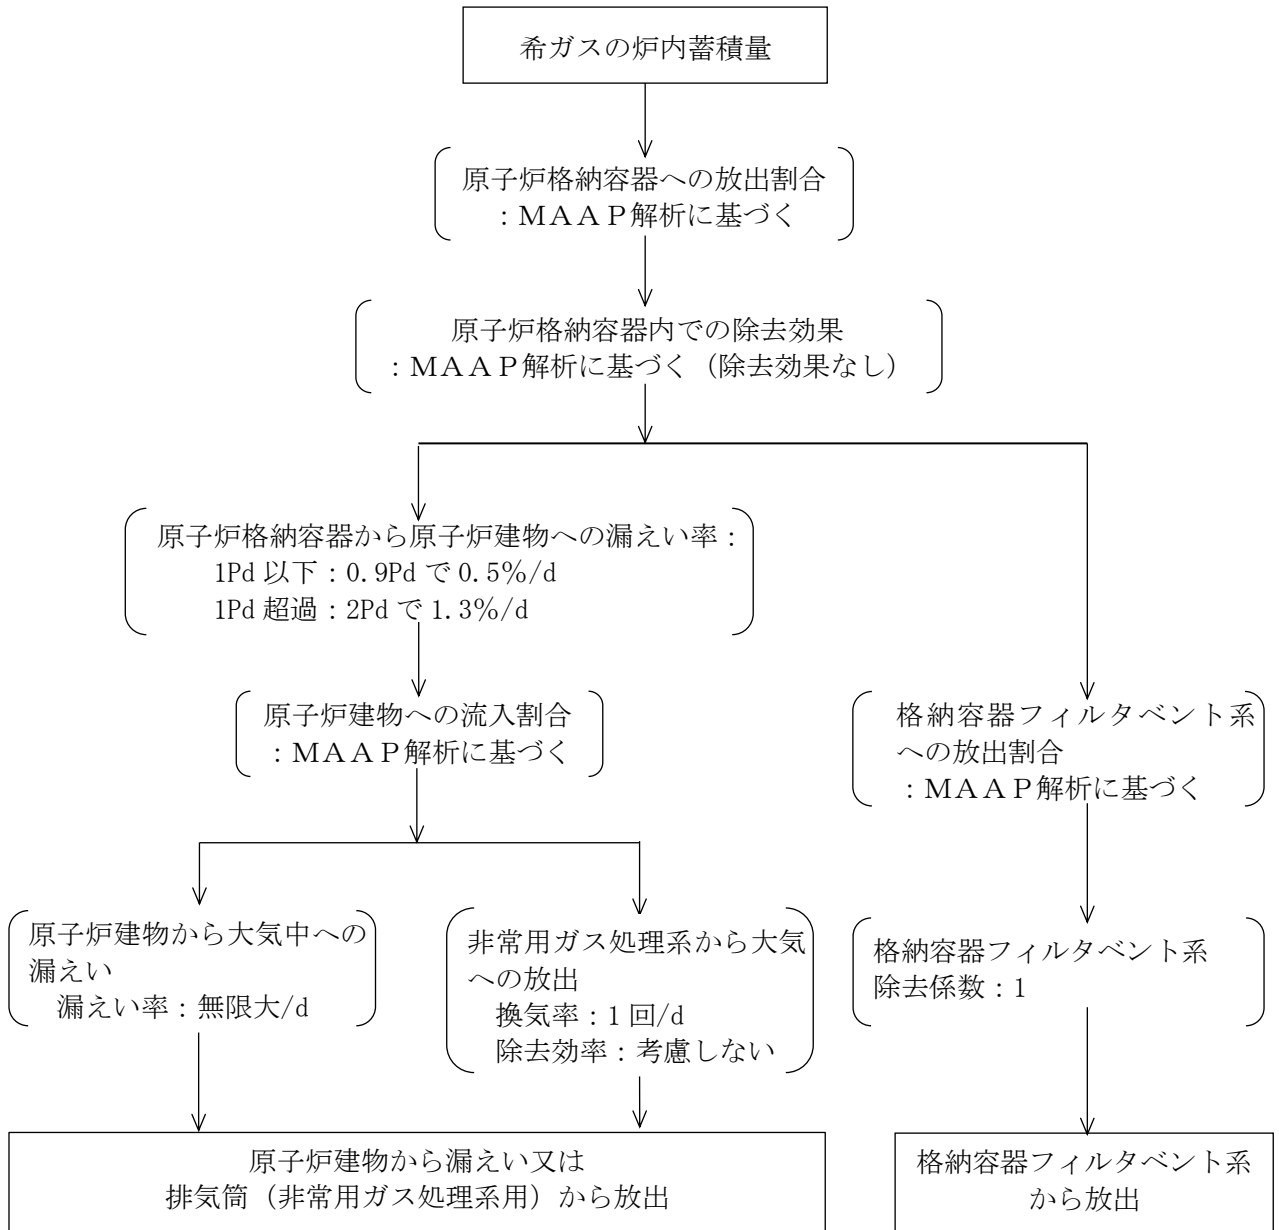 希ガスの炉内蓄積量
原子炉格納容器への放出割合
：ＭＡＡＰ解析に基づく
原子炉格納容器内での除去効果
：ＭＡＡＰ解析に基づく（除去効果なし）
原子炉格納容器から原子炉建物への漏えい率：
1Pd 以下：0.9Pd で 0.5%/d
1Pd 超過：2Pd で 1.3%/d
原子炉建物への流入割合
：ＭＡＡＰ解析に基づく
格納容器フィルタベント系
への放出割合
：ＭＡＡＰ解析に基づく
原子炉建物から大気中への
漏えい
漏えい率：無限大/d
非常用ガス処理系から大気
への放出
換気率：1 回/d
除去効率：考慮しない
格納容器フィルタベント系
除去係数：1
原子炉建物から漏えい又は
排気筒（非常用ガス処理系用）から放出
格納容器フィルタベント系
から放出